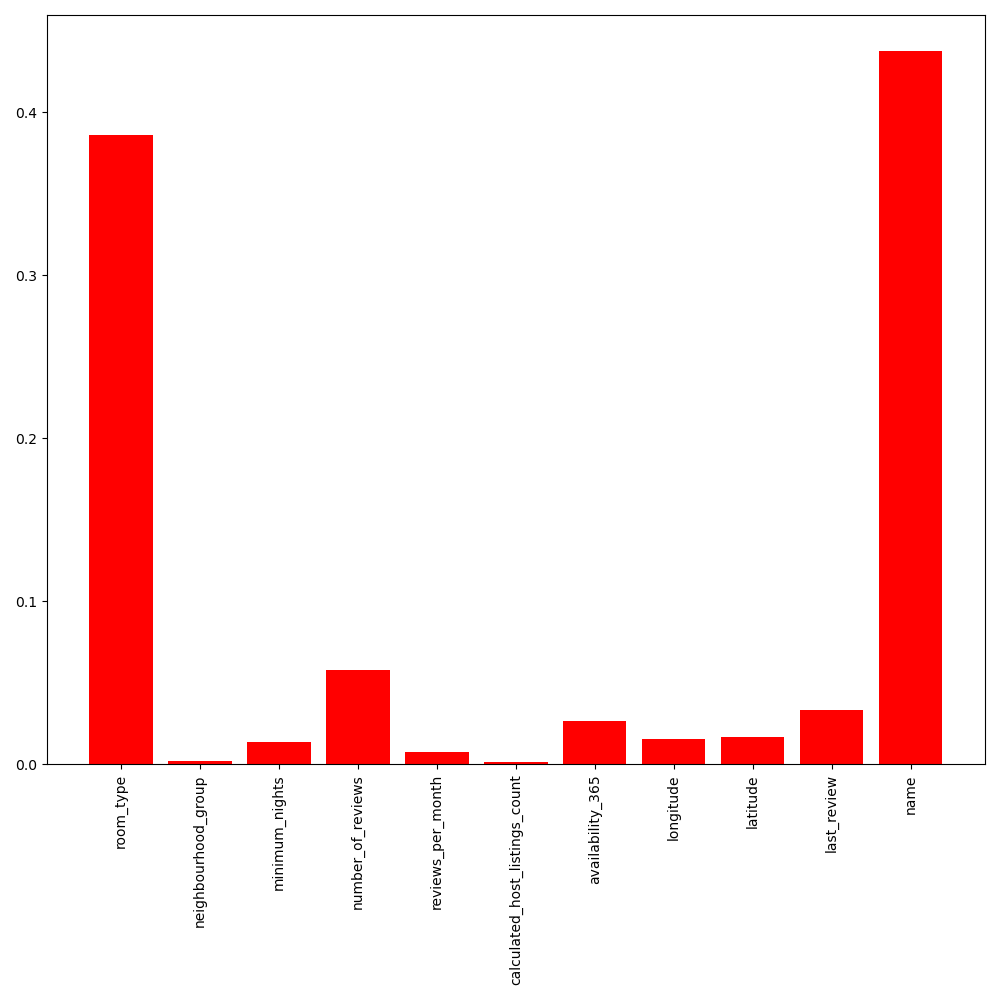 0.4
0.3
0.2
0.1
0.0
room_type
neighbourhood_group
minimum_nights
number_of_reviews
reviews_per_month
calculated_host_listings_count
availability_365
longitude
latitude
last_review
name